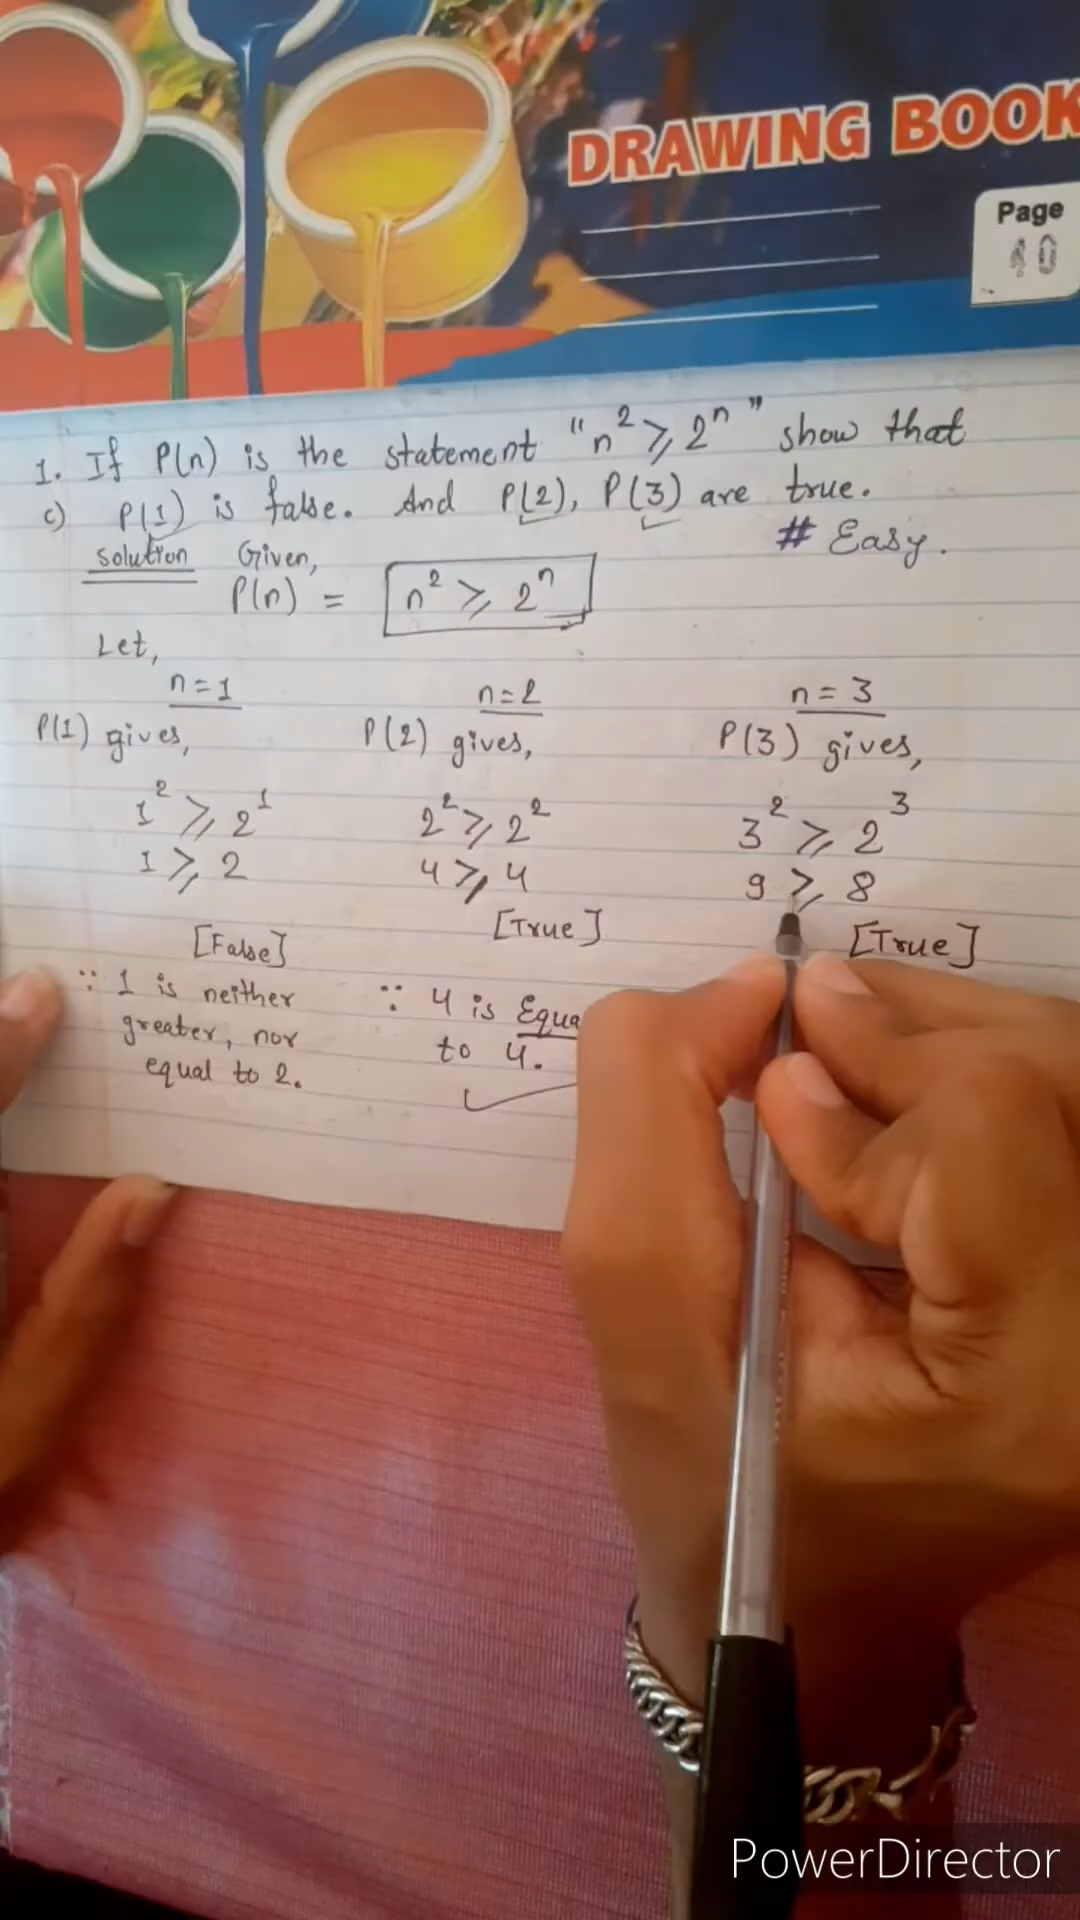 DRAWING BOOK
Page
40
1. If P(n) is the statement "n² ⩾ 2ⁿ" show that
c) P(1) is false. And P(2), P(3) are true.
# Easy.
Solution Given,
P(n) = n² ⩾ 2ⁿ
Let,
n=1 n=2 n=3
P(1) gives, P(2) gives, P(3) gives,
1² ⩾ 2¹ 2² ⩾ 2² 3² ⩾ 2³
1 ⩾ 2 4 ⩾ 4 9 ⩾ 8
[False] [True] [True]
∵ 1 is neither
greater, nor
equal to 2.
∵ 4 is
to 4.
PowerDirector